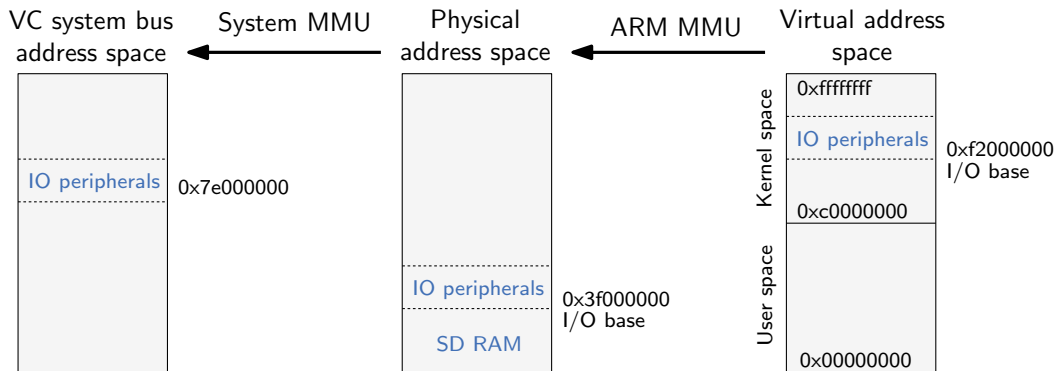 VC system bus
address space
System MMU
Physical
address space
ARM MMU
Virtual address
space
IO peripherals
0x7e000000
IO peripherals
0x3f000000
I/O base
SD RAM
Kernel space
User space
0xffffffff
IO peripherals
0xf2000000
I/O base
0xc0000000
0x00000000